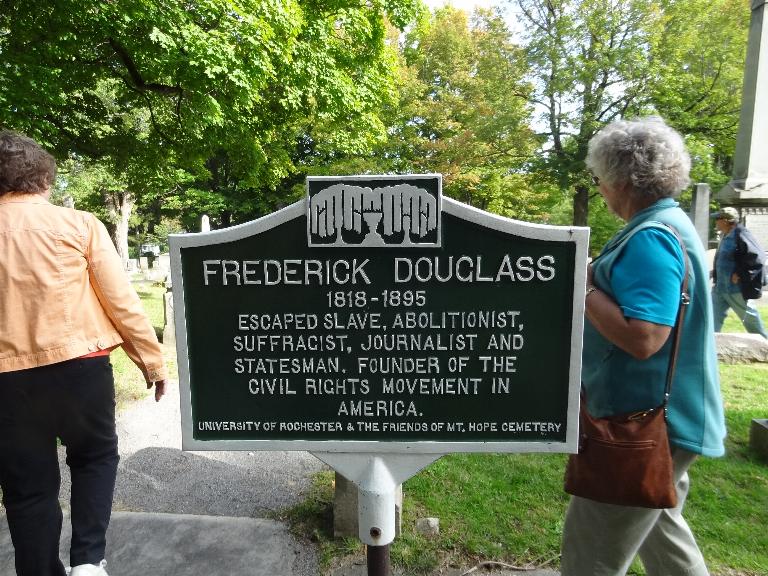 FREDERICK DOUGLASS
1818-1895
ESCAPED SLAVE, ABOLITIONIST,
SUFFRAGIST, JOURNALIST AND
STATESMAN. FOUNDER OF THE
CIVIL RIGHTS MOVEMENT IN
AMERICA.
UNIVERSITY OF ROCHESTER & THE FRIENDS OF MT. HOPE CEMETERY